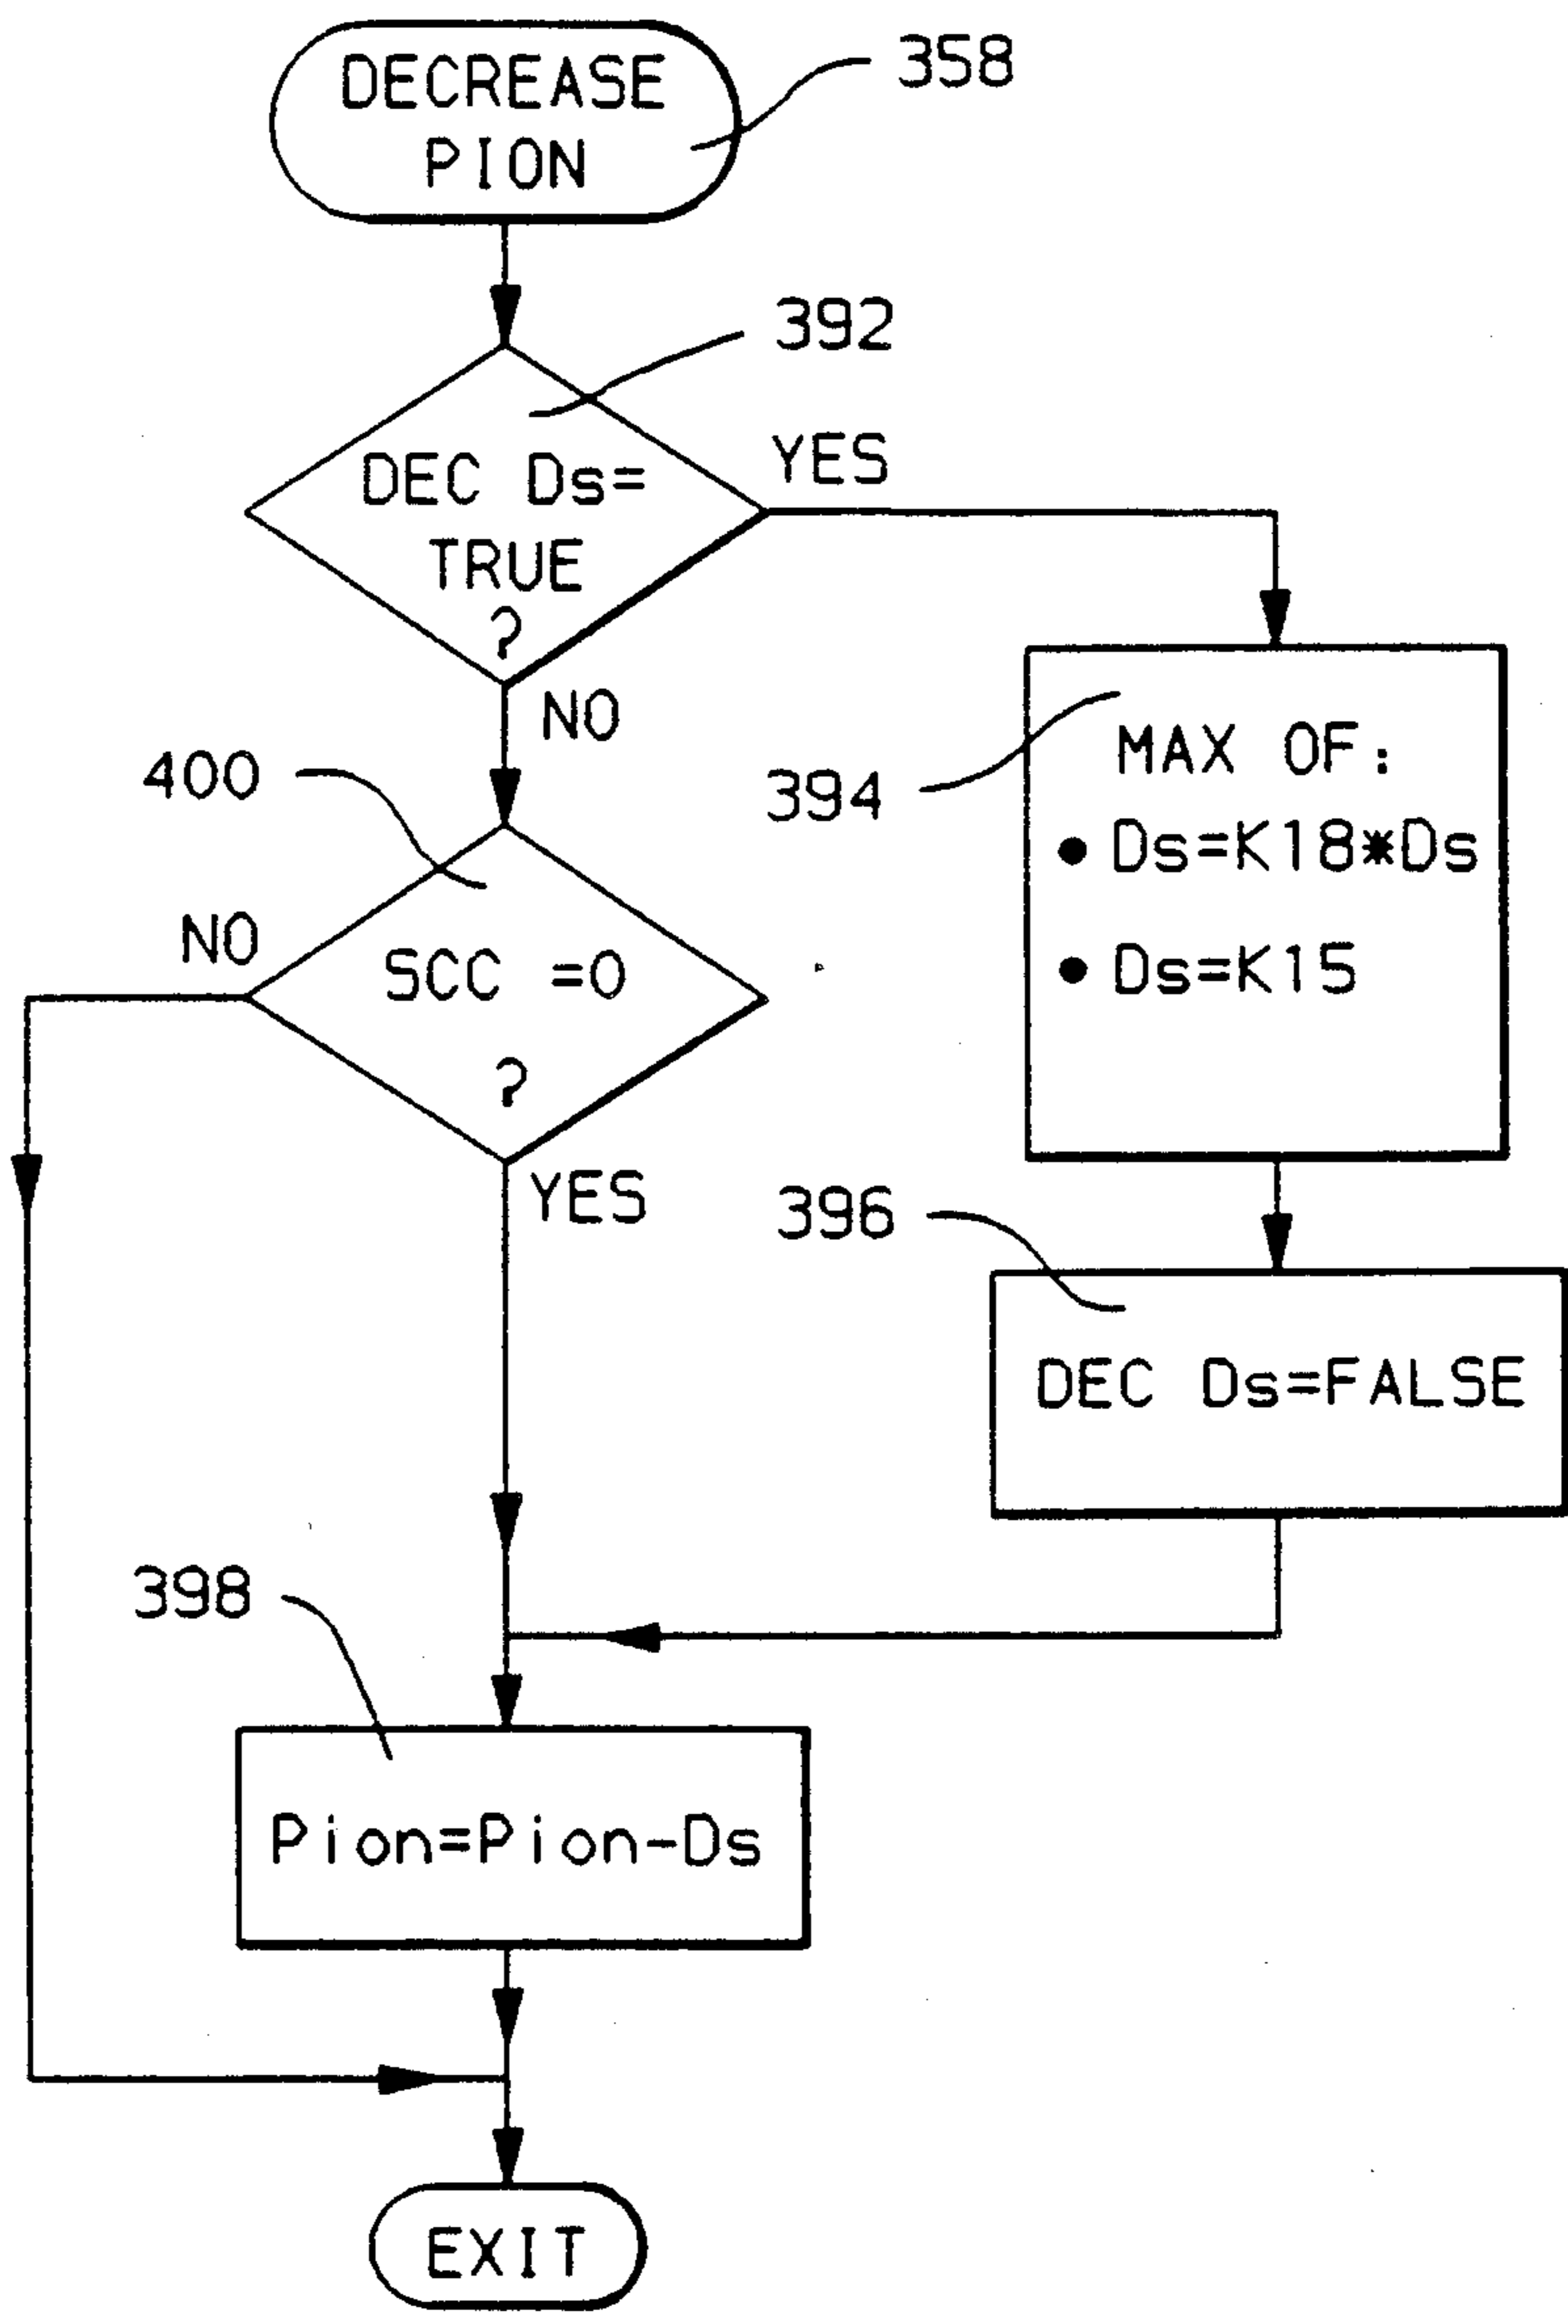 DECREASE
PION
358
392
DEC Ds=
TRUE
?
YES
NO
400
394
MAX OF:
● Ds=K18*Ds
● Ds=K15
NO
SCC =0
?
YES
396
DEC Ds=FALSE
398
Pion=Pion-Ds
EXIT